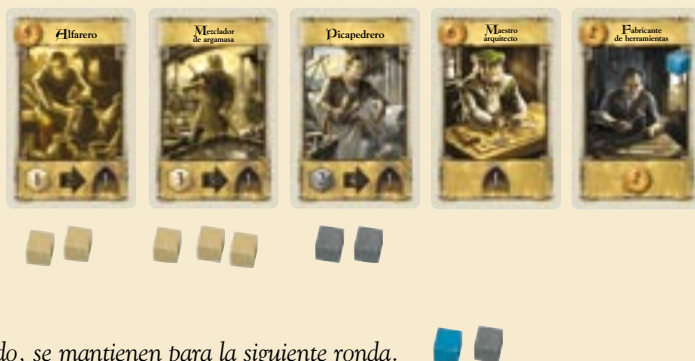 Alfarero
Mezclador
de argamasa
Picapedrero
Maestro
arquitecto
Fabricante
de herramientas
do, se mantienen para la siguiente ronda.